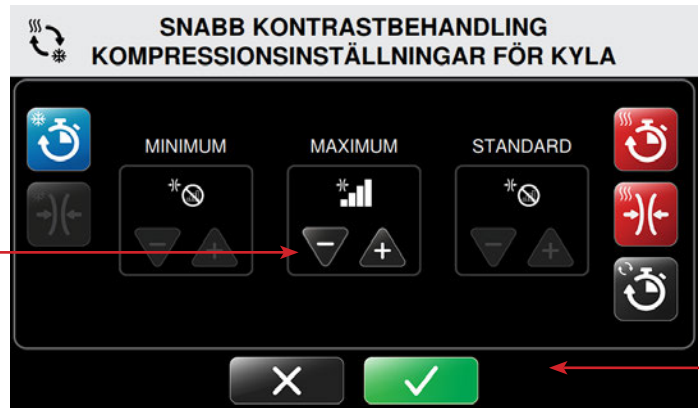 SNABB KONTRASTBEHANDLING
KOMPRESSIONSINSTÄLLNINGAR FÖR KYLA
MINIMUM MAXIMUM STANDARD